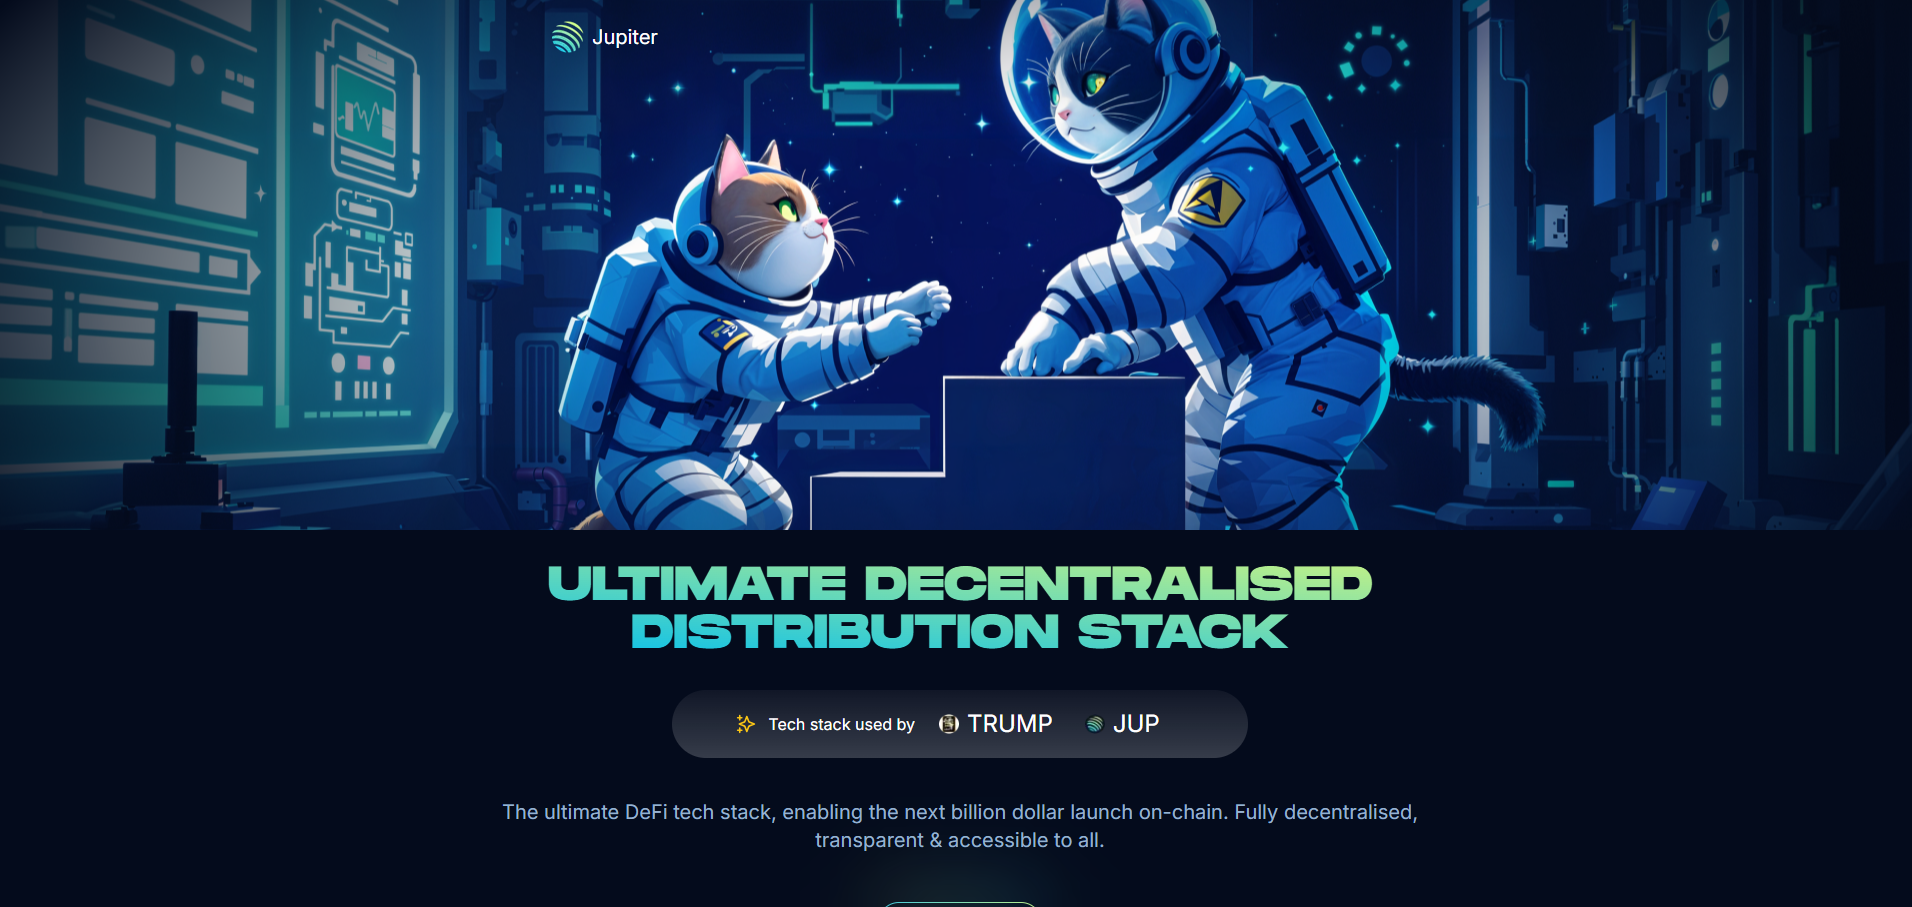 Jupiter
ULTIMATE DECENTRALISED
DISTRIBUTION STACK
Tech stack used by TRUMP JUP
The ultimate DeFi tech stack, enabling the next billion dollar launch on-chain. Fully decentralised,
transparent & accessible to all.